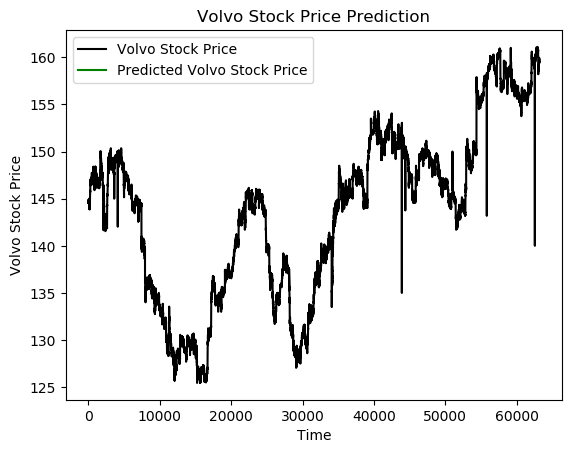 Volvo Stock Price Prediction
Volvo Stock Price
Predicted Volvo Stock Price
Volvo Stock Price
160
155
150
145
140
135
130
125
0 10000 20000 30000 40000 50000 60000
Time